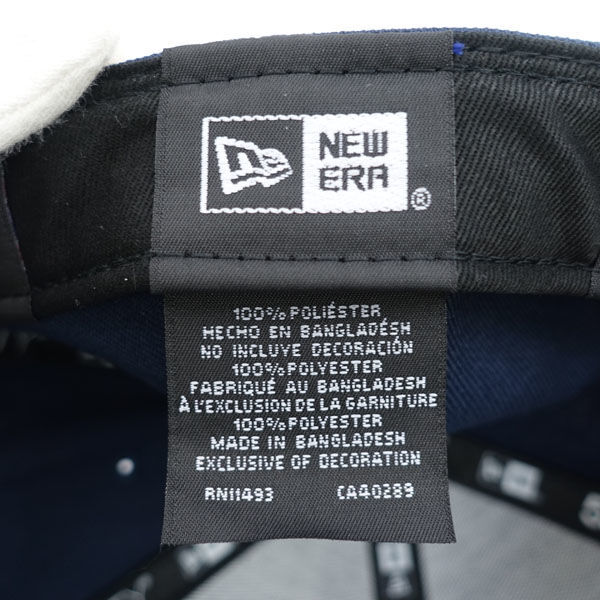 NEW
ERA
®
100% POLIÉSTER
HECHO EN BANGLADÉSH
NO INCLUYE DECORACIÓN
100% POLYESTER
FABRIQUÉ AU BANGLADESH
À L'EXCLUSION DE LA GARNITURE
100% POLYESTER
MADE IN BANGLADESH
EXCLUSIVE OF DECORATION
RN11493 CA40289